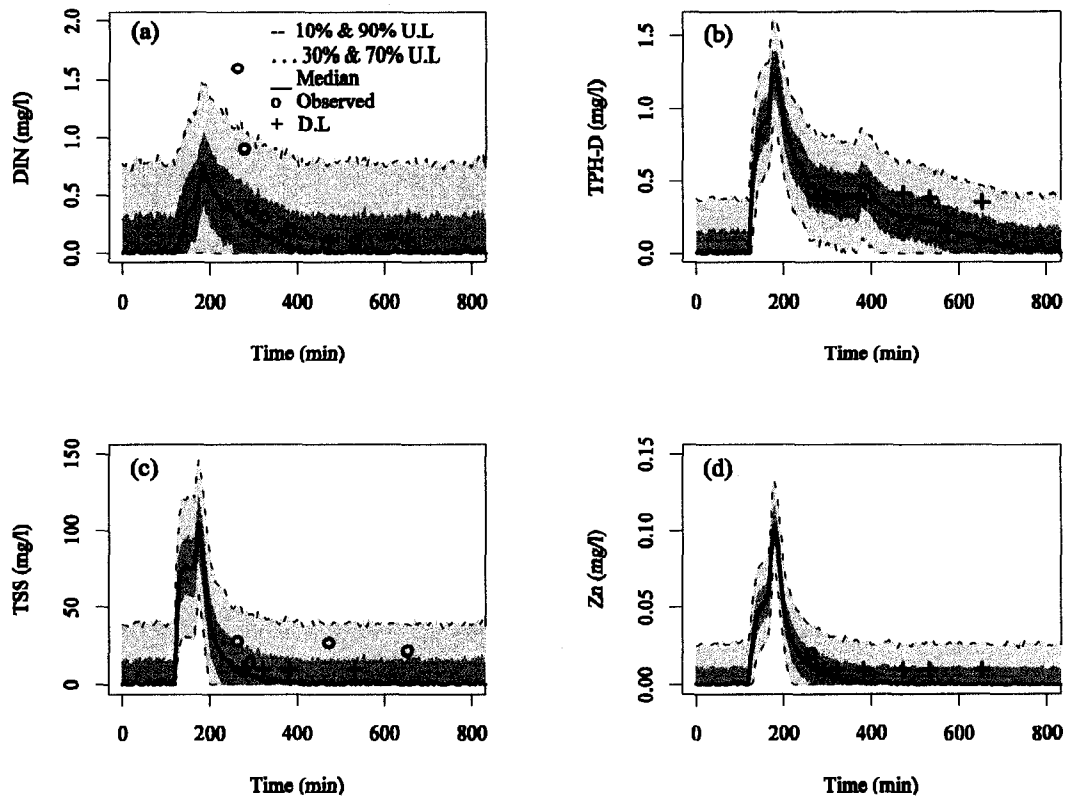 (a)
-- 10% & 90% U.L
... 30% & 70% U.L
— Median
o Observed
+ D.L
DIN (mg/l)
2.0
1.5
1.0
0.5
0.0
0 200 400 600 800
Time (min)
(b)
TPH-D (mg/l)
1.5
1.0
0.5
0.0
0 200 400 600 800
Time (min)
(c)
TSS (mg/l)
150
100
50
0
0 200 400 600 800
Time (min)
(d)
Zn (mg/l)
0.15
0.10
0.05
0.00
0 200 400 600 800
Time (min)